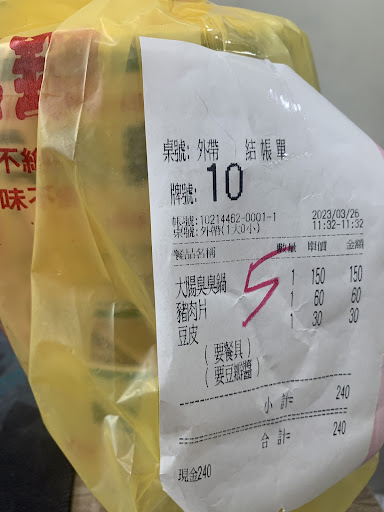 不
味不
桌號: 外帶 結帳單
牌號: 10
帳號:10214462-0001-1 2023/03/26
桌號:外帶(1大0小) 11:32-11:32
餐品名稱 數量 單價 金額
大腸臭臭鍋 1 150 150
豬肉片 1 60 60
豆皮 1 30 30
( 要餐具 )
( 要豆瓣醬 )
5
小 計= 240
合 計= 240
現金240